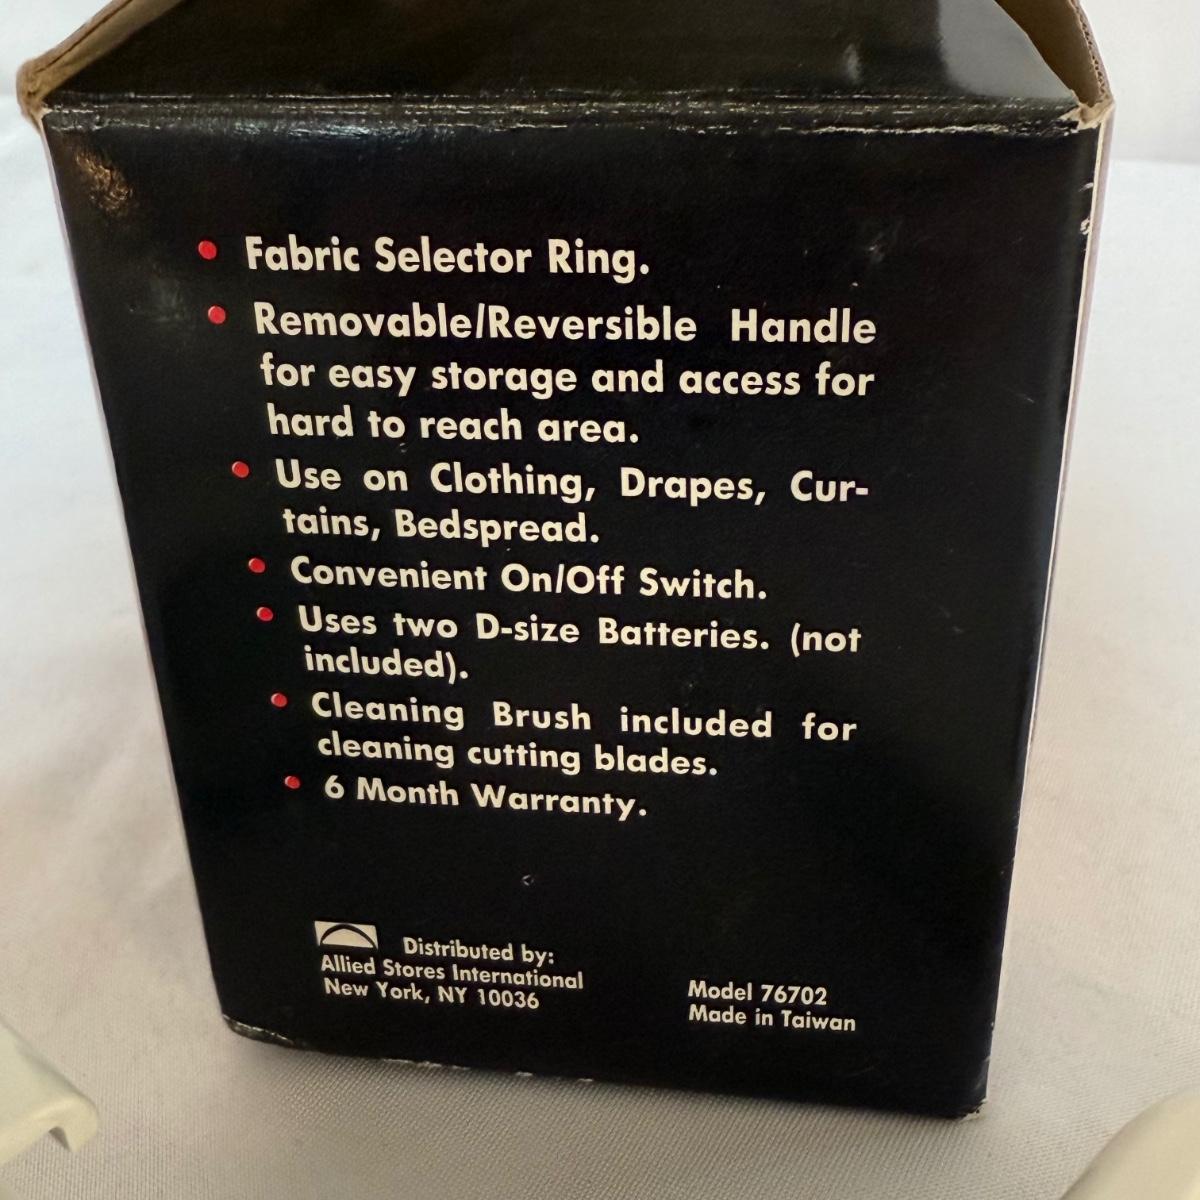 • Fabric Selector Ring.
• Removable/Reversible Handle
for easy storage and access for
hard to reach area.
• Use on Clothing, Drapes, Cur-
tains, Bedspread.
• Convenient On/Off Switch.
• Uses two D-size Batteries. (not
included).
• Cleaning Brush included for
cleaning cutting blades.
• 6 Month Warranty.
Distributed by:
Allied Stores International
New York, NY 10036
Model 76702
Made in Taiwan